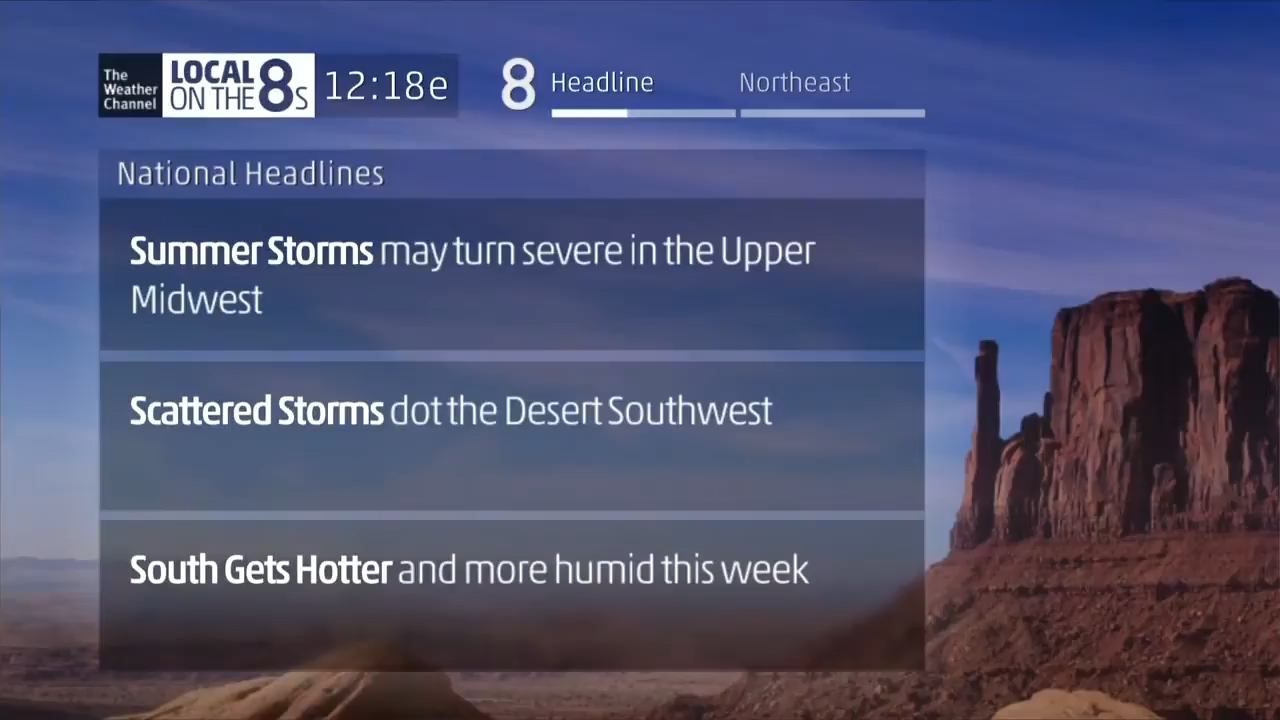 The
Weather
Channel
LOCAL
ON THE 8s
12:18e
8
Headline
Northeast
National Headlines
Summer Storms may turn severe in the Upper
Midwest
Scattered Storms dot the Desert Southwest
South Gets Hotter and more humid this week